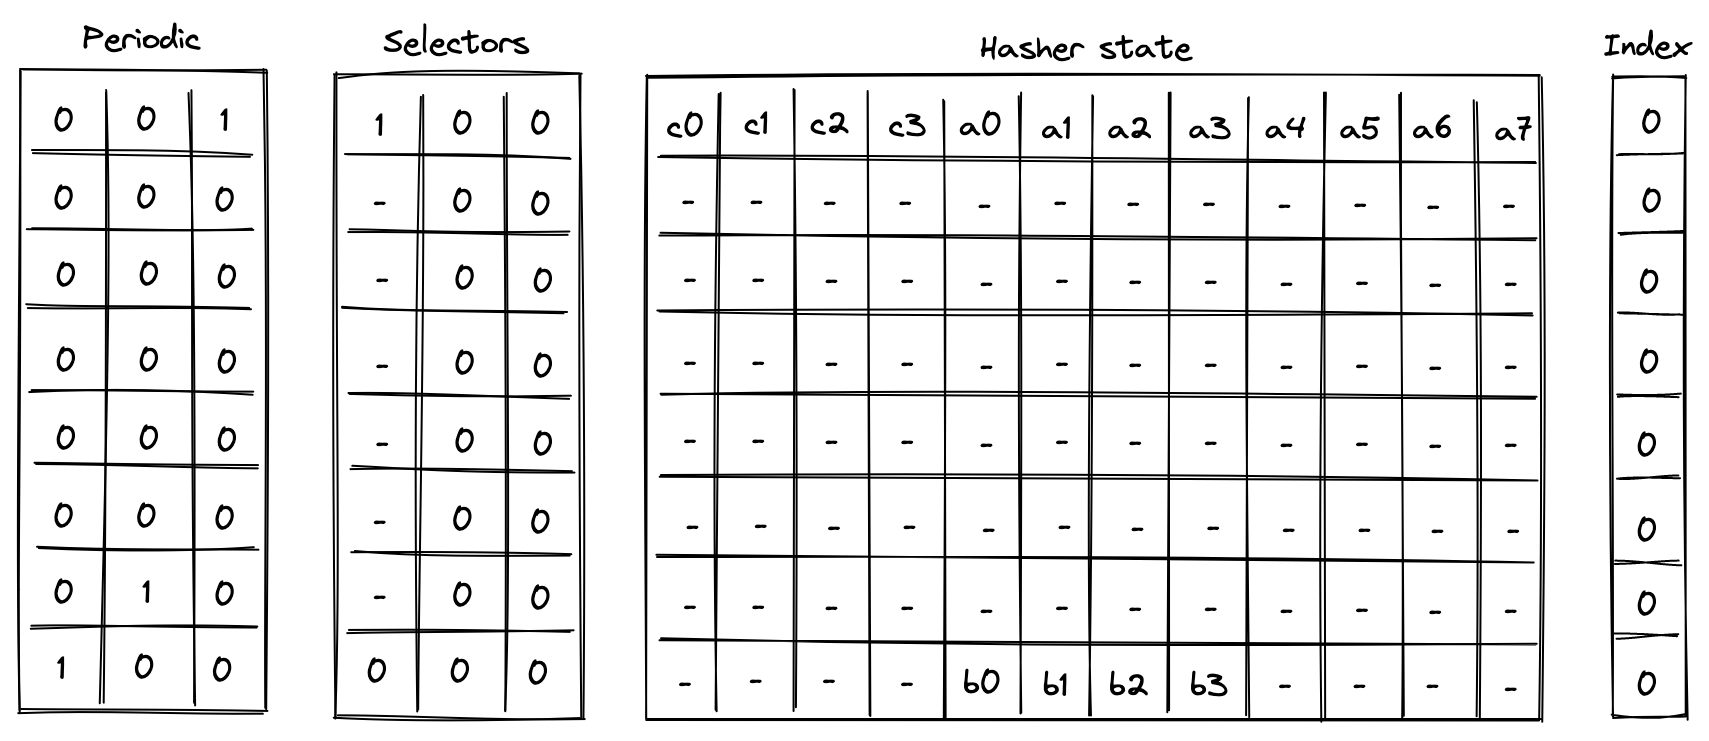 Periodic Selectors Hasher state Index
0 0 1 1 0 0 c0 c1 c2 c3 a0 a1 a2 a3 a4 a5 a6 a7 0
0 0 0 - 0 0 - - - - - - - - - - - - 0
0 0 0 - 0 0 - - - - - - - - - - - - 0
0 0 0 - 0 0 - - - - - - - - - - - - 0
0 0 0 - 0 0 - - - - - - - - - - - - 0
0 0 0 - 0 0 - - - - - - - - - - - - 0
0 1 0 - 0 0 - - - - - - - - - - - - 0
1 0 0 0 0 0 - - - - b0 b1 b2 b3 - - - - 0